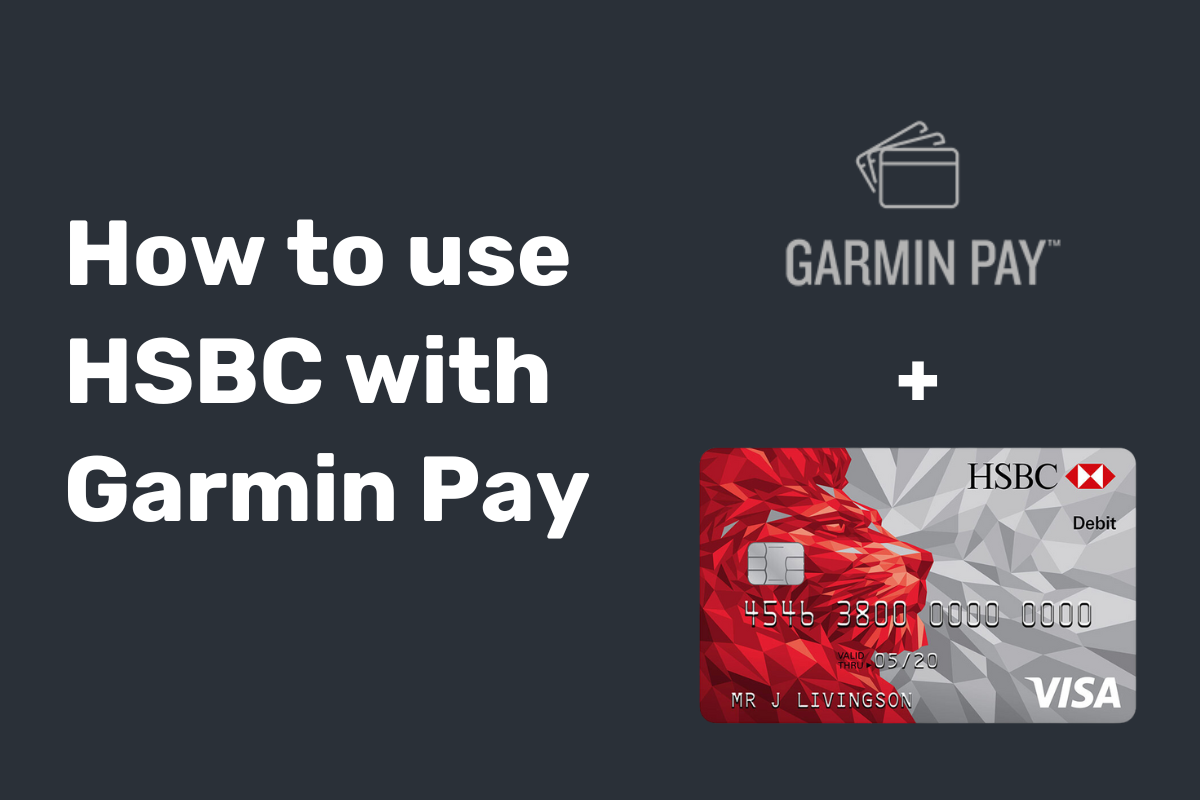 How to use
HSBC with
Garmin Pay
GARMIN PAY™
+
HSBC
Debit
4546 3800 0000 0000
VALID
THRU 05/20
MR J LIVINGSON
VISA